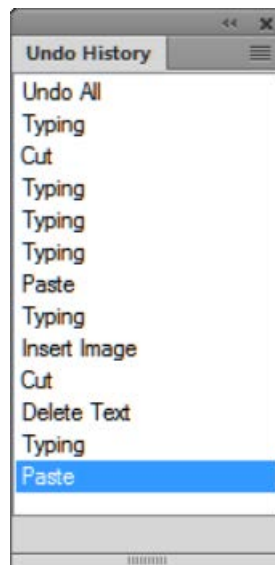 Undo History
Undo All
Typing
Cut
Typing
Typing
Typing
Paste
Typing
Insert Image
Cut
Delete Text
Typing
Paste